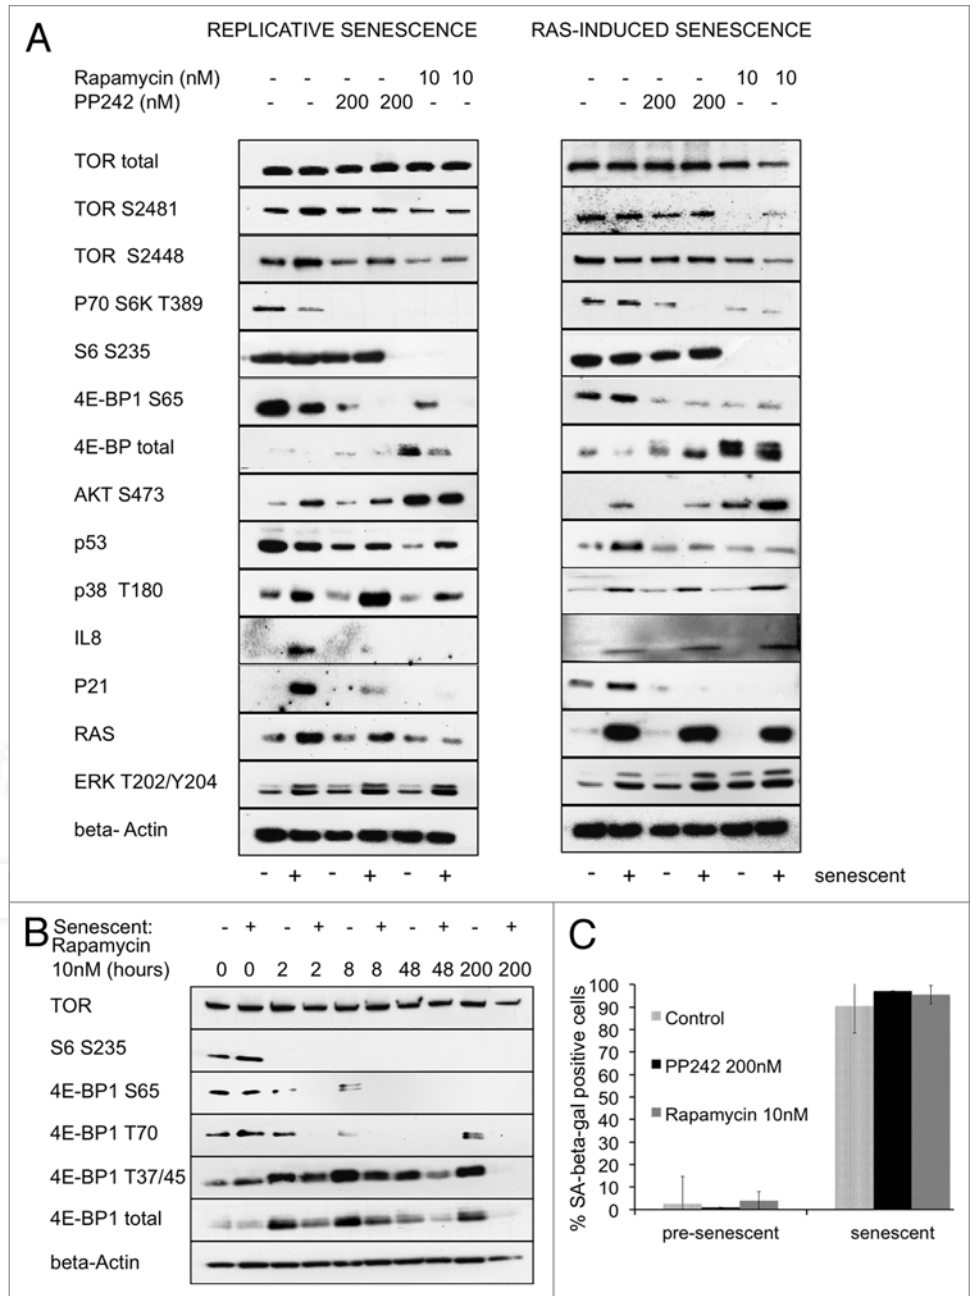 A
REPLICATIVE SENESCENCE RAS-INDUCED SENESCENCE
Rapamycin (nM) - - - - 10 10 - - - - 10 10
PP242 (nM) - - 200 200 - - - - 200 200 - -
TOR total
TOR S2481
TOR S2448
P70 S6K T389
S6 S235
4E-BP1 S65
4E-BP total
AKT S473
p53
p38 T180
IL8
P21
RAS
ERK T202/Y204
beta- Actin
- + - + - + - + - + - + senescent
B
Senescent: - + - + - + - + - +
Rapamycin
10nM (hours) 0 0 2 2 8 8 48 48 200 200
TOR
S6 S235
4E-BP1 S65
4E-BP1 T70
4E-BP1 T37/45
4E-BP1 total
beta-Actin
C
% SA-beta-gal positive cells
100
90
80
70
60
50
40
30
20
10
0
Control
PP242 200nM
Rapamycin 10nM
pre-senescent senescent